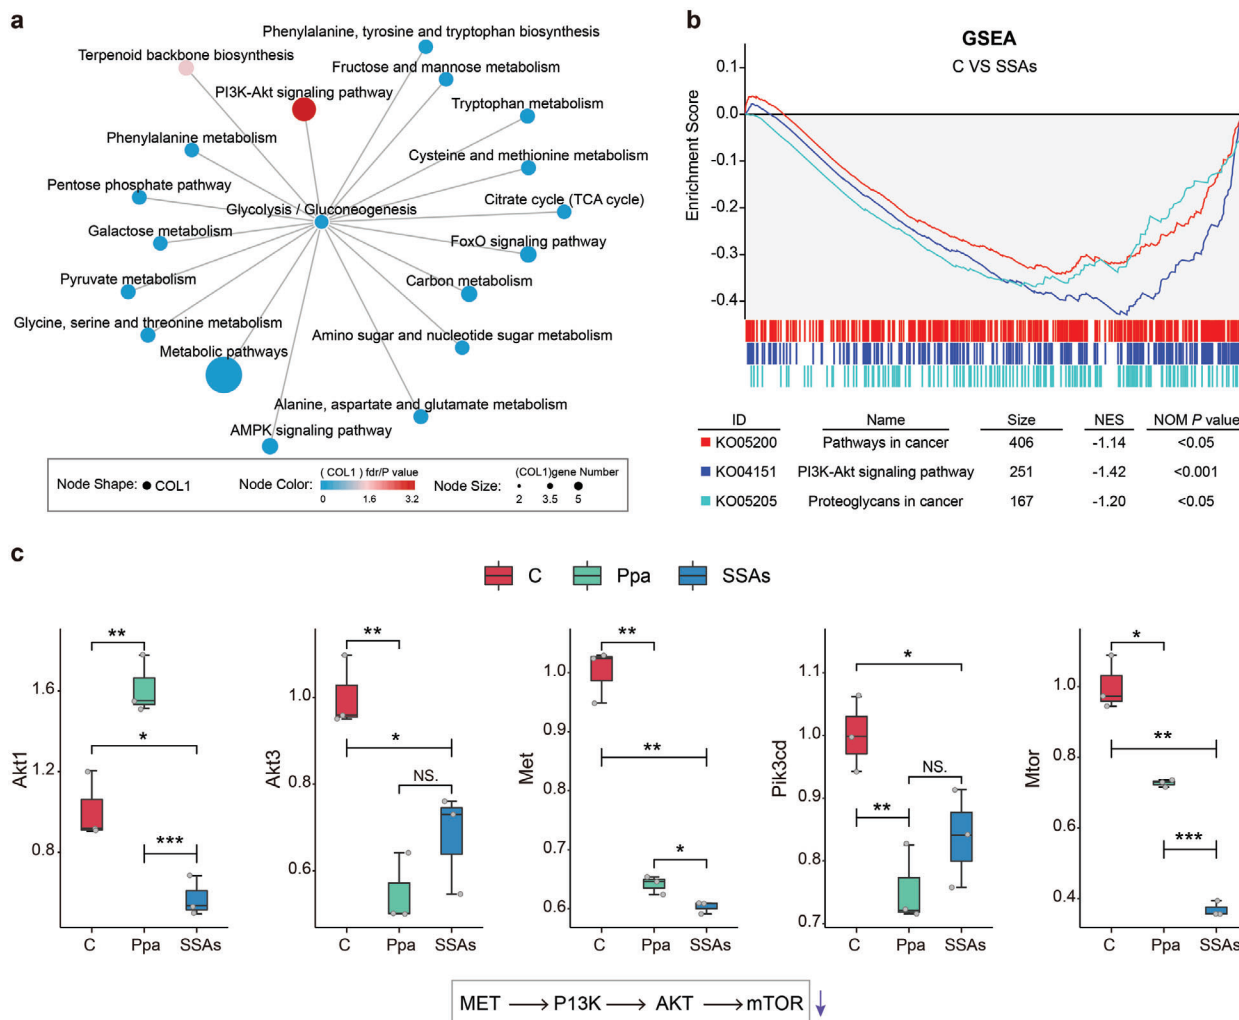 a
Phenylalanine, tyrosine and tryptophan biosynthesis
Terpenoid backbone biosynthesis
Fructose and mannose metabolism
PI3K-Akt signaling pathway
Tryptophan metabolism
Phenylalanine metabolism
Cysteine and methionine metabolism
Pentose phosphate pathway
Citrate cycle (TCA cycle)
Glycolysis / Gluconeogenesis
Galactose metabolism
FoxO signaling pathway
Pyruvate metabolism
Carbon metabolism
Glycine, serine and threonine metabolism
Amino sugar and nucleotide sugar metabolism
Metabolic pathways
Alanine, aspartate and glutamate metabolism
AMPK signaling pathway
Node Shape: COL1
Node Color:
( COL1 ) fdr/P value
0 1.6 3.2
Node Size:
(COL1)gene Number
2 3.5 5
b
GSEA
C VS SSAs
Enrichment Score
0.1
0.0
-0.1
-0.2
-0.3
-0.4
ID Name Size NES NOM P value
KO05200 Pathways in cancer 406 -1.14 <0.05
KO04151 PI3K-Akt signaling pathway 251 -1.42 <0.001
KO05205 Proteoglycans in cancer 167 -1.20 <0.05
c
C Ppa SSAs
Akt1
1.6
1.2
0.8
**
*
***
C Ppa SSAs
Akt3
1.0
0.8
0.6
**
*
NS.
C Ppa SSAs
Met
1.0
0.9
0.8
0.7
0.6
**
**
*
C Ppa SSAs
Pik3cd
1.1
1.0
0.9
0.8
0.7
*
NS.
**
C Ppa SSAs
Mtor
1.0
0.8
0.6
0.4
*
**
***
C Ppa SSAs
MET → P13K → AKT → mTOR ↓